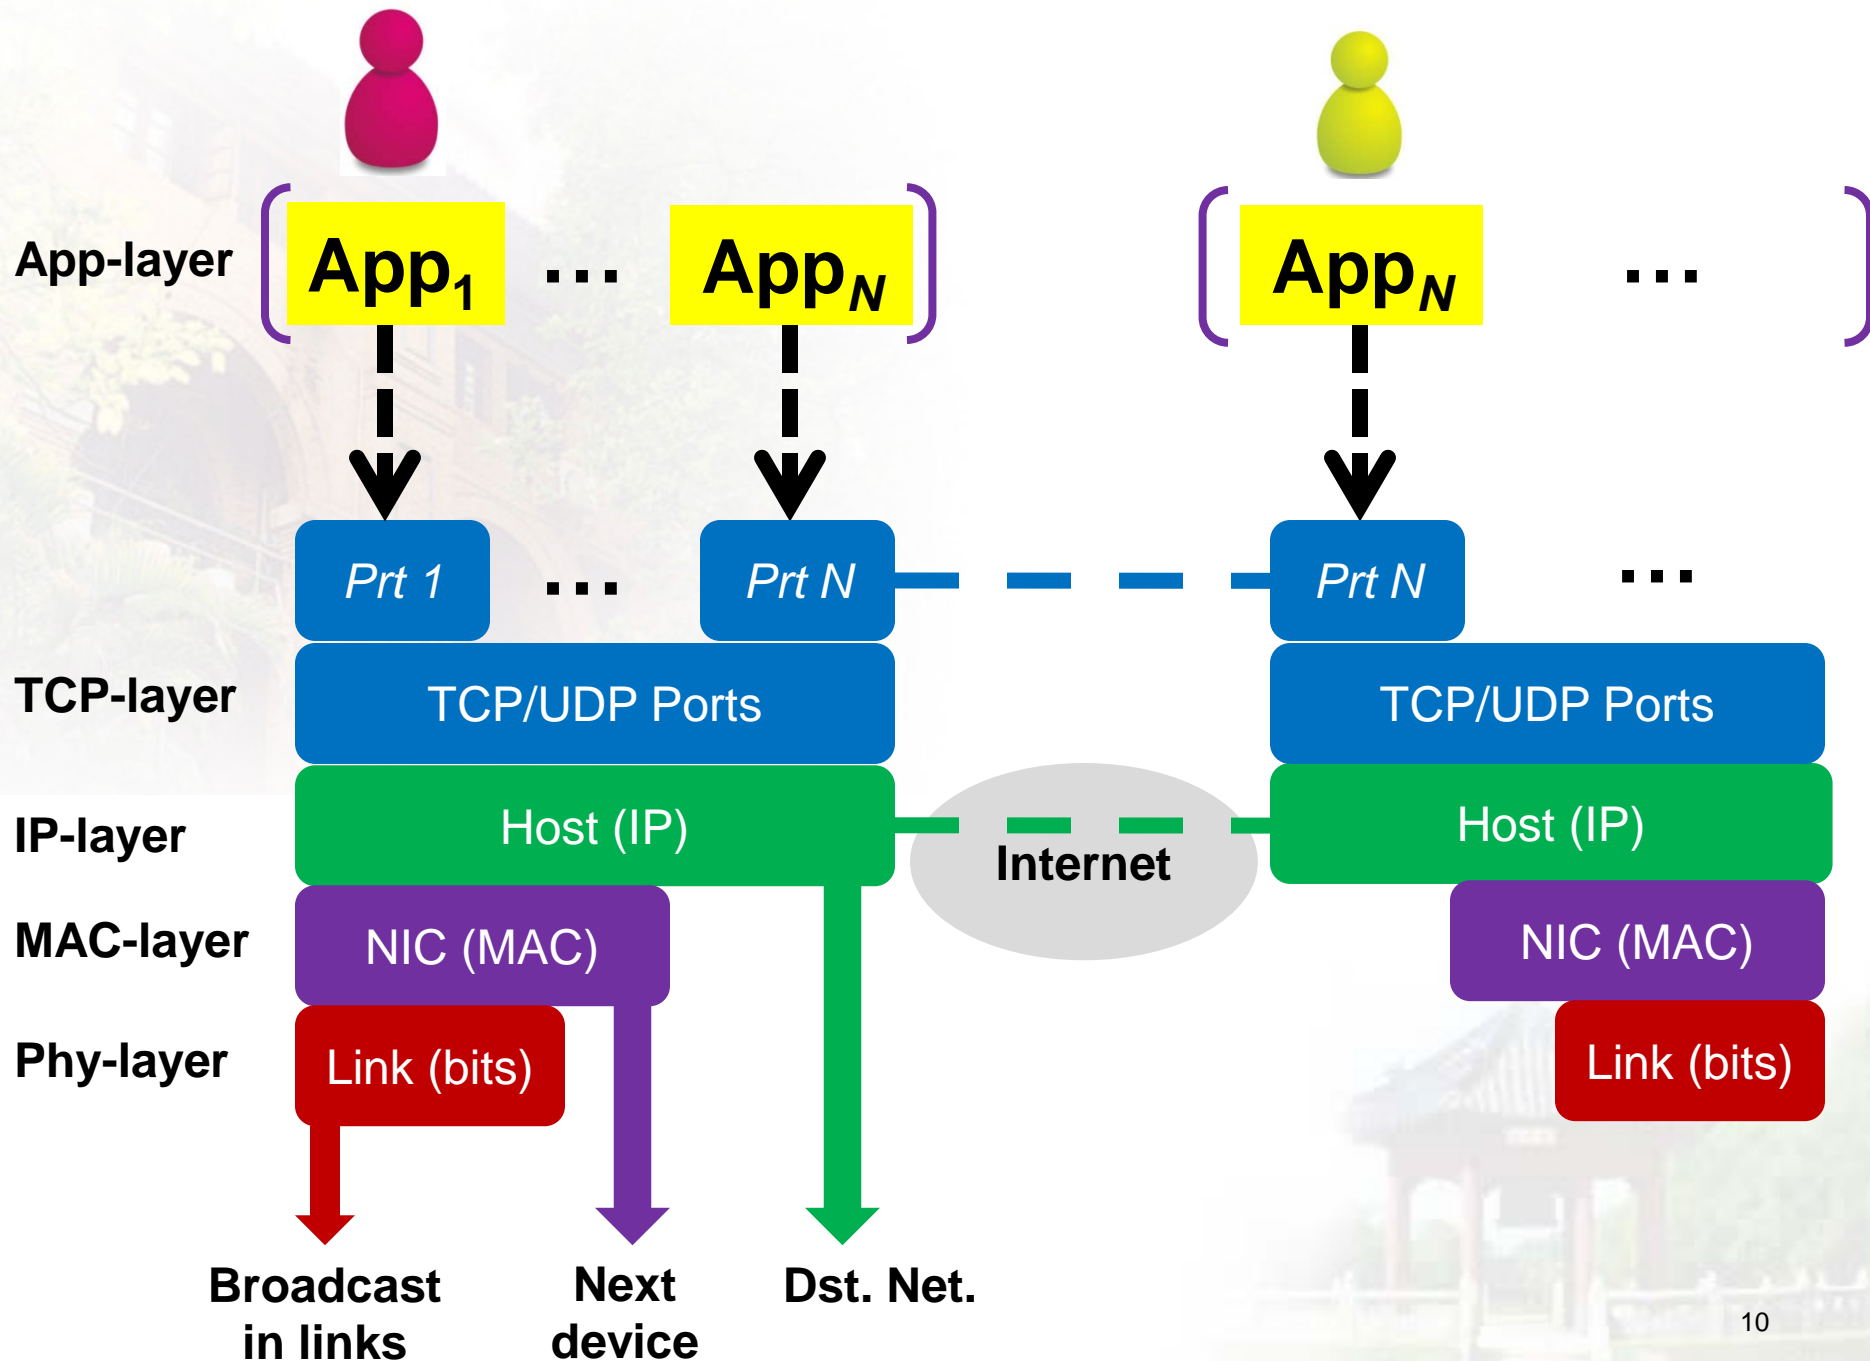 App-layer
App1 ... AppN
AppN ...
Prt 1 ... Prt N
Prt N ...
TCP-layer
TCP/UDP Ports
TCP/UDP Ports
IP-layer
Host (IP)
Internet
Host (IP)
MAC-layer
NIC (MAC)
NIC (MAC)
Phy-layer
Link (bits)
Link (bits)
Broadcast
in links
Next
device
Dst. Net.
10